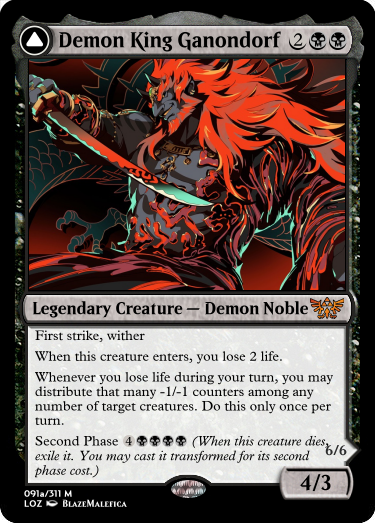 Demon King Ganondorf 2
Legendary Creature — Demon Noble
First strike, wither
When this creature enters, you lose 2 life.
Whenever you lose life during your turn, you may
distribute that many -1/-1 counters among any
number of target creatures. Do this only once per
turn.
Second Phase 4 (When this creature dies,
exile it. You may cast it transformed for its second
phase cost.)
6/6
4/3
091a/311 M
LOZ BlazeMalefica